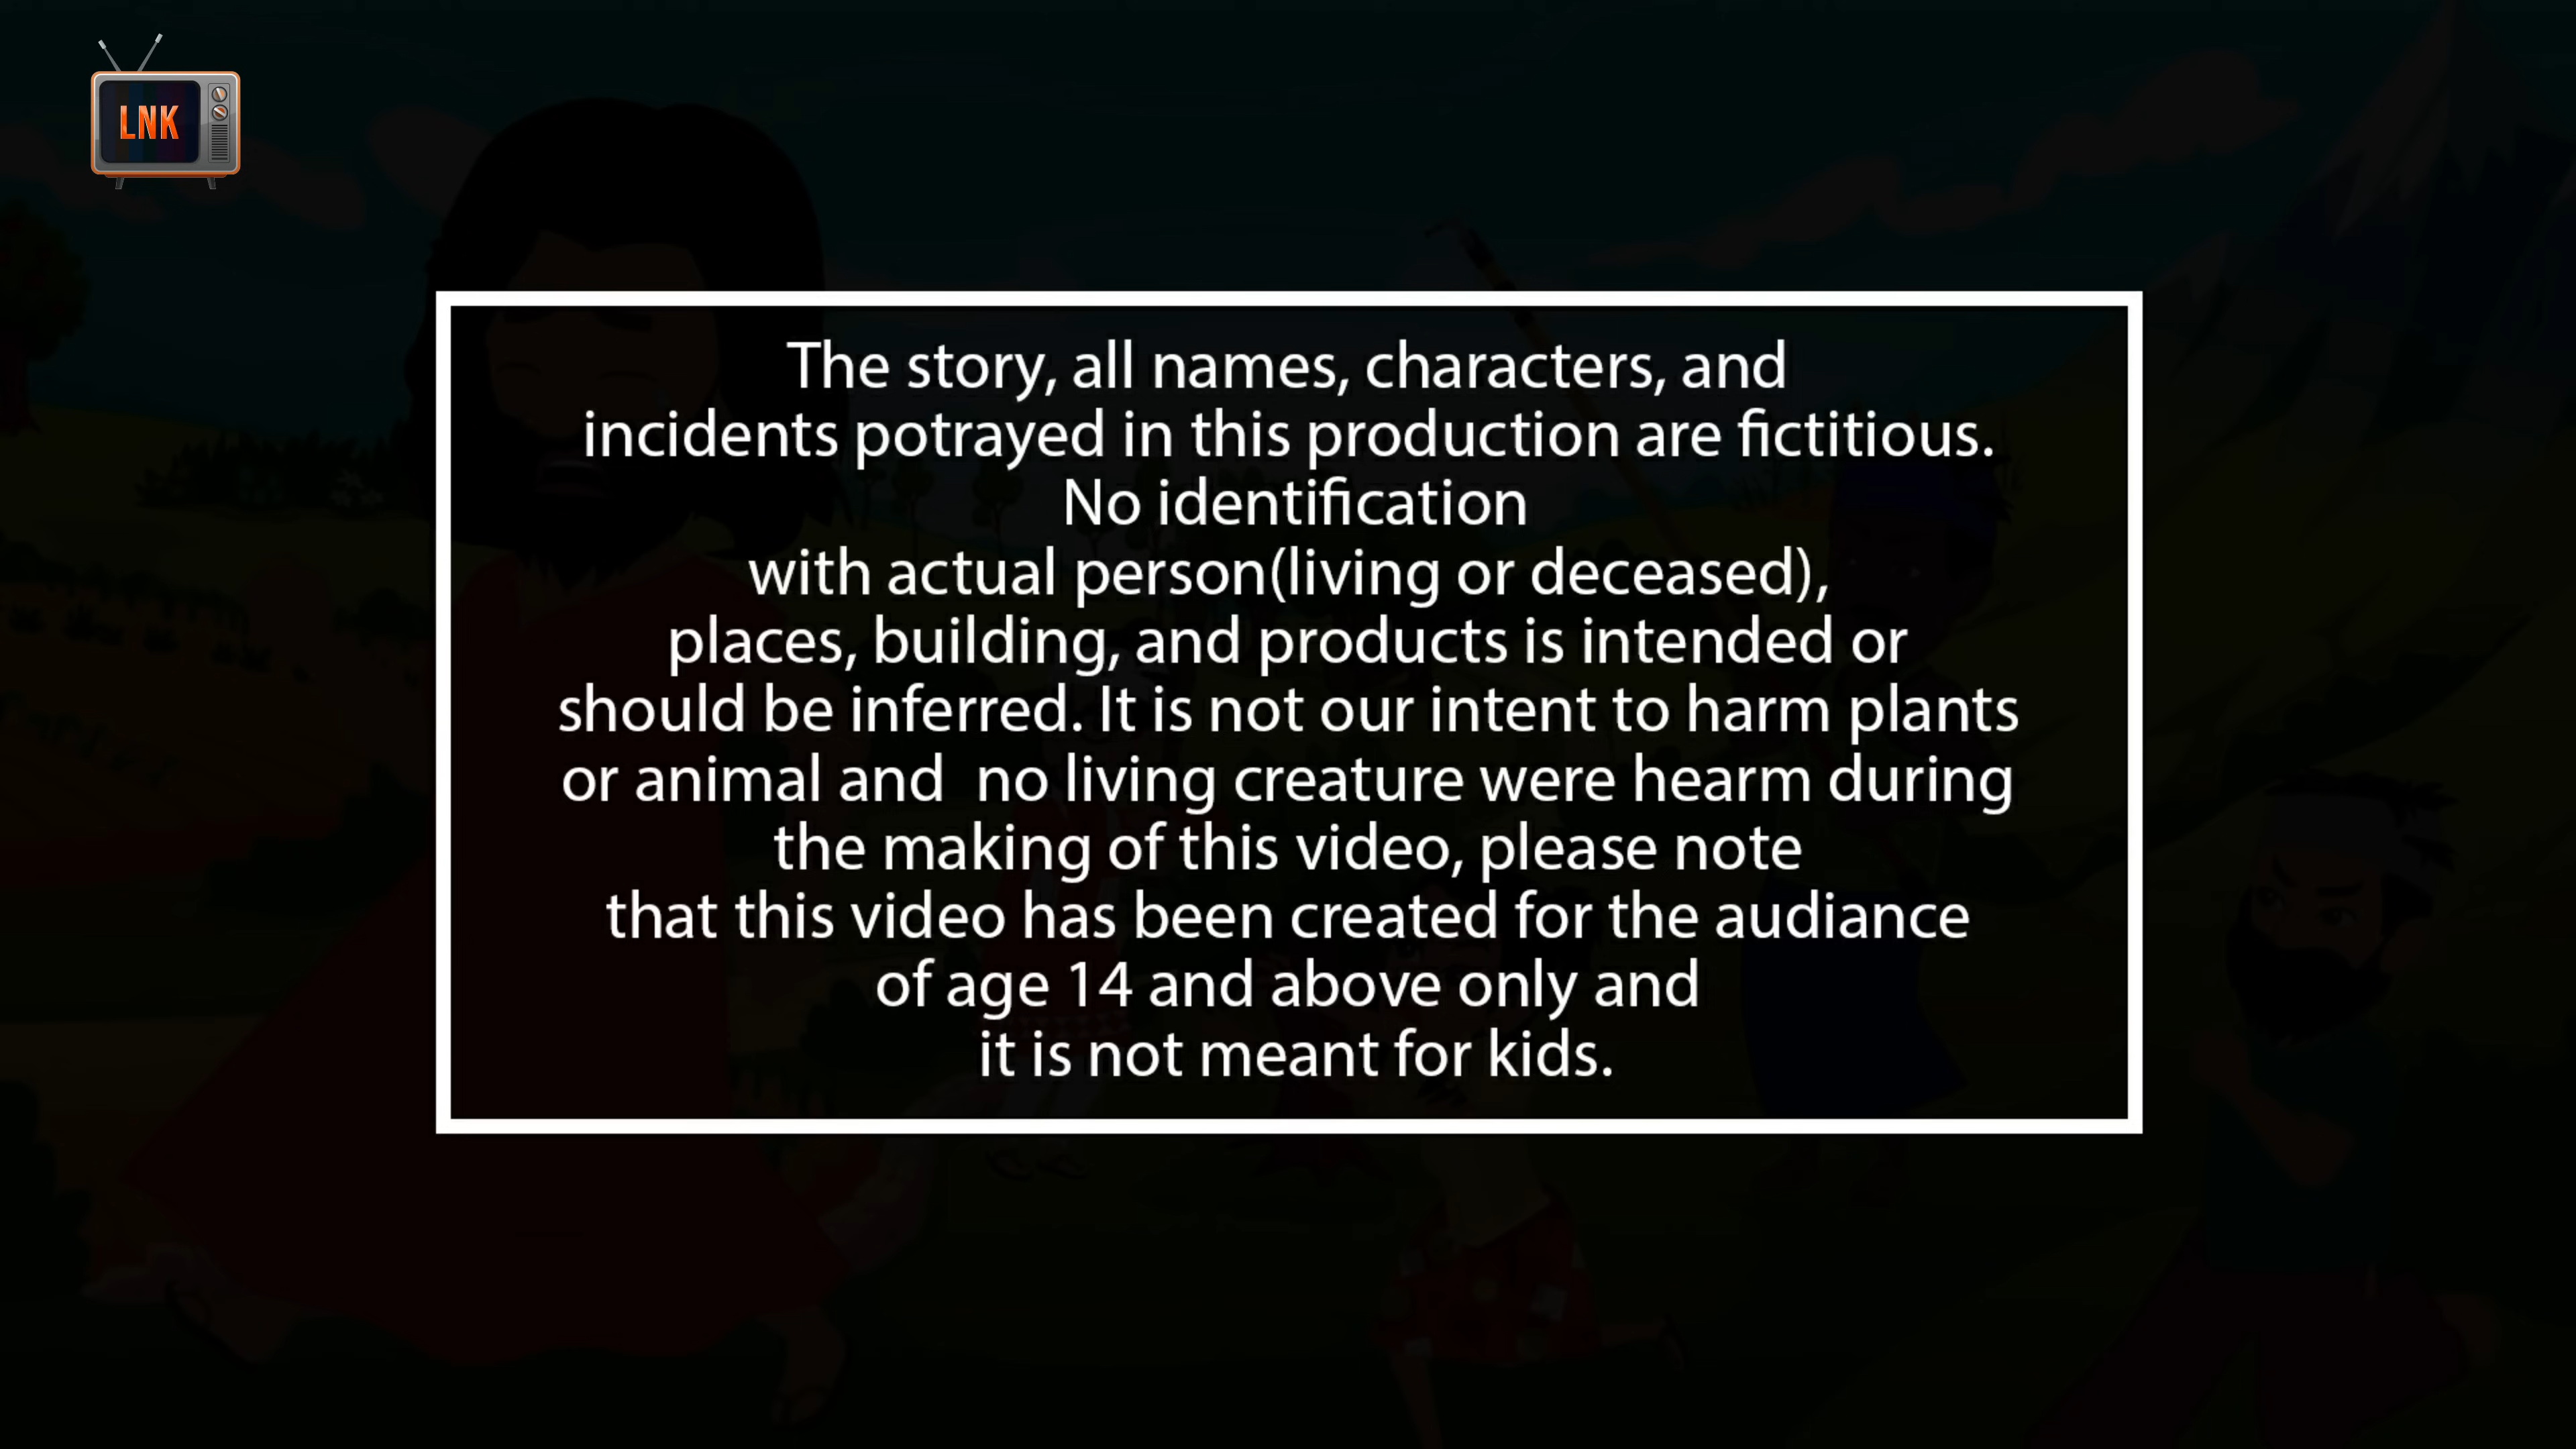 LNK
The story, all names, characters, and
incidents potrayed in this production are fictitious.
No identification
with actual person(living or deceased),
places, building, and products is intended or
should be inferred. It is not our intent to harm plants
or animal and  no living creature were hearm during
the making of this video, please note
that this video has been created for the audiance
of age 14 and above only and
it is not meant for kids.